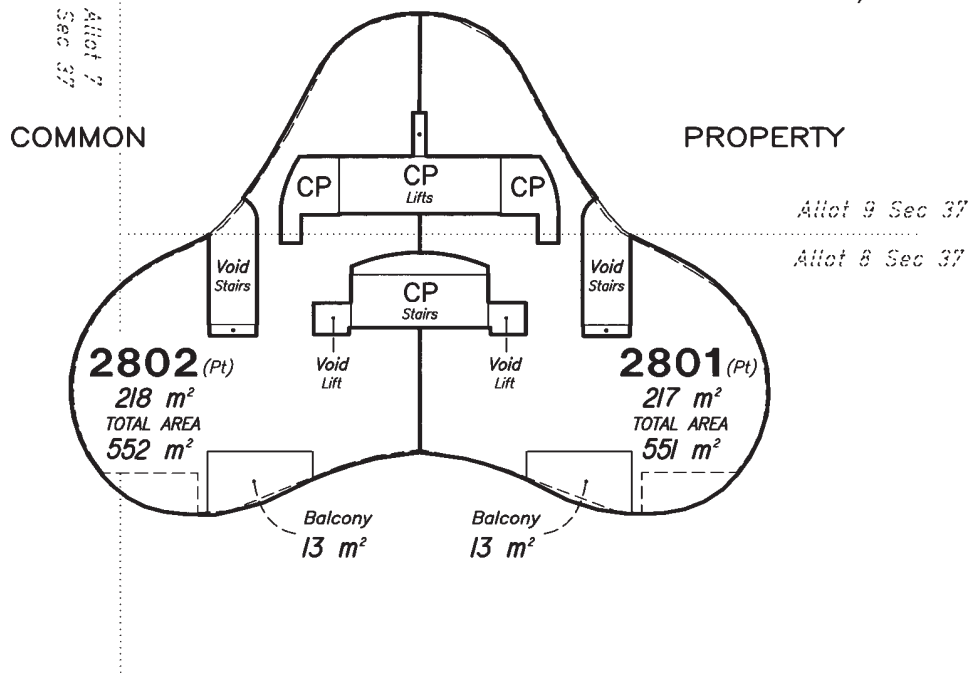 Allot 7
Sec 37
COMMON
PROPERTY
CP
CP
Lifts
CP
Allot 9 Sec 37
Allot 8 Sec 37
Void
Stairs
CP
Stairs
Void
Stairs
Void
Lift
Void
Lift
2802 (Pt)
218 m²
TOTAL AREA
552 m²
2801 (Pt)
217 m²
TOTAL AREA
551 m²
Balcony
13 m²
Balcony
13 m²